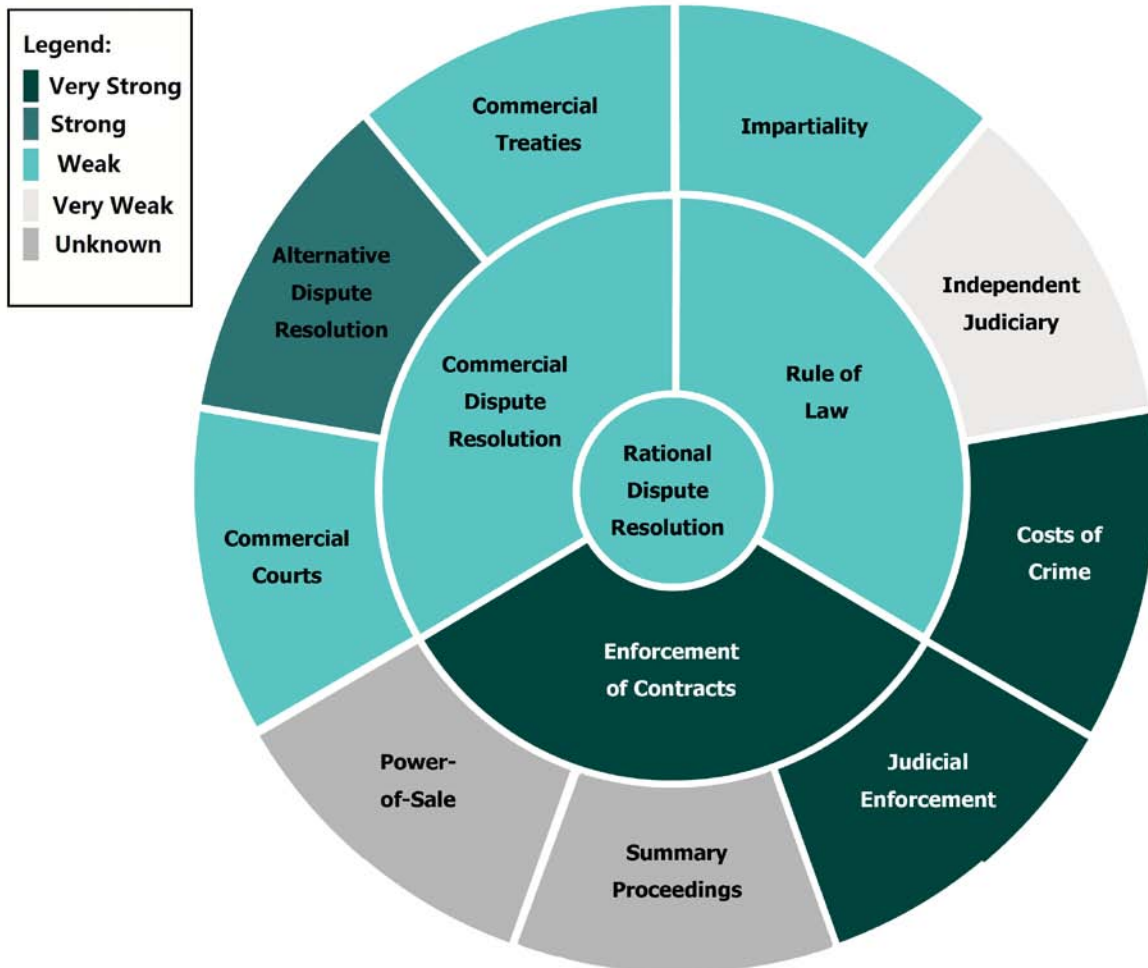 Legend:
Very Strong
Strong
Weak
Very Weak
Unknown
Commercial
Treaties
Impartiality
Alternative
Dispute
Resolution
Independent
Judiciary
Commercial
Dispute
Resolution
Rule of
Law
Rational
Dispute
Resolution
Commercial
Courts
Costs of
Crime
Enforcement
of Contracts
Power-
of-Sale
Judicial
Enforcement
Summary
Proceedings